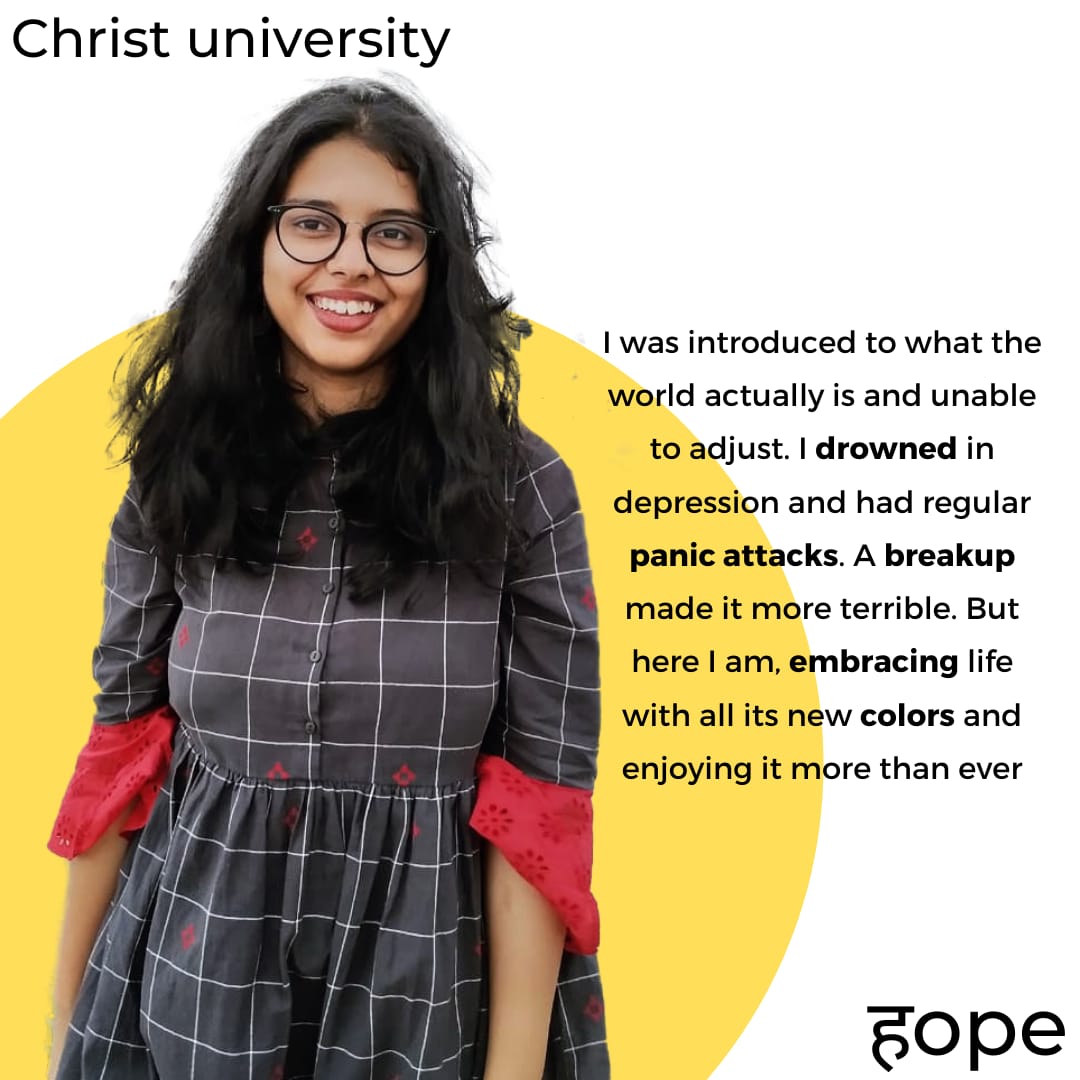 Christ university
I was introduced to what the
world actually is and unable
to adjust. I drowned in
depression and had regular
panic attacks. A breakup
made it more terrible. But
here I am, embracing life
with all its new colors and
enjoying it more than ever
हope